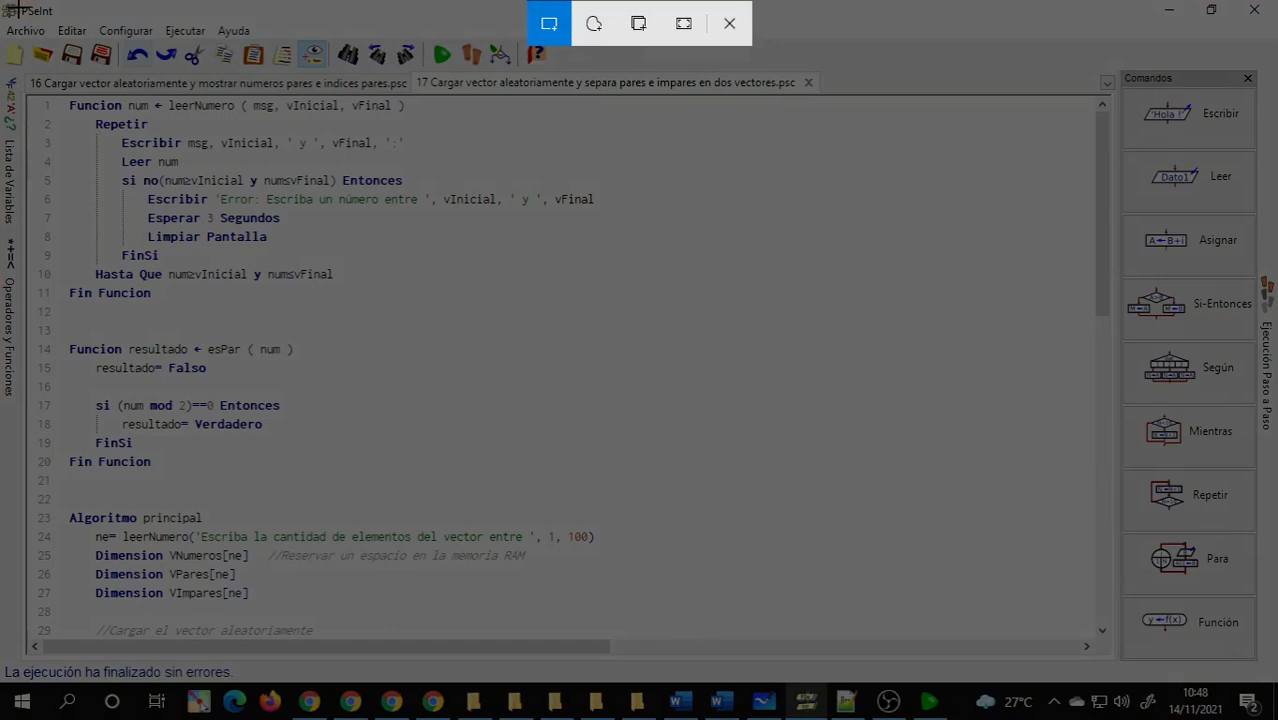 PSeInt
Archivo Editar Configurar Ejecutar Ayuda
16 Cargar vector aleatoriamente y mostrar numeros pares e indices pares.psc
17 Cargar vector aleatoriamente y separa pares e impares en dos vectores.psc
Lista de Variables
Operadores y Funciones
1 Funcion num ← leerNumero ( msg, vInicial, vFinal )
2 Repetir
3 Escribir msg, vInicial, ' y ', vFinal, ':'
4 Leer num
5 si no(num≥vInicial y num≤vFinal) Entonces
6 Escribir 'Error: Escriba un número entre ', vInicial, ' y ', vFinal
7 Esperar 3 Segundos
8 Limpiar Pantalla
9 FinSi
10 Hasta Que num≥vInicial y num≤vFinal
11 Fin Funcion
12
13
14 Funcion resultado ← esPar ( num )
15 resultado= Falso
16
17 si (num mod 2)==0 Entonces
18 resultado= Verdadero
19 FinSi
20 Fin Funcion
21
22
23 Algoritmo principal
24 ne= leerNumero('Escriba la cantidad de elementos del vector entre ', 1, 100)
25 Dimension VNumeros[ne] //Reservar un espacio en la memoria RAM
26 Dimension VPares[ne]
27 Dimension VImpares[ne]
28
29 //Cargar el vector aleatoriamente
Comandos
'Hola !' Escribir
Dato1 Leer
A←B+1 Asignar
Si-Entonces
Según
Mientras
Repetir
Para
y←f(x) Función
Ejecución Paso a Paso
La ejecución ha finalizado sin errores.
27°C
10:48
14/11/2021
2